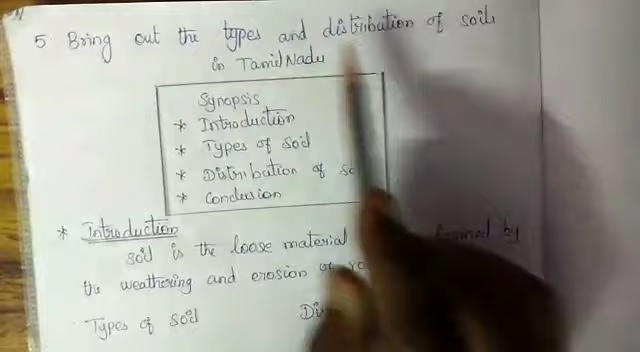 5. Bring out the types and distribution of soils
in TamilNadu
Synopsis
* Introduction
* Types of Soil
* Distribution of
* Conclusion
* Introduction
Soil is the loose material formed by
the weathering and erosion of
Types of Soil